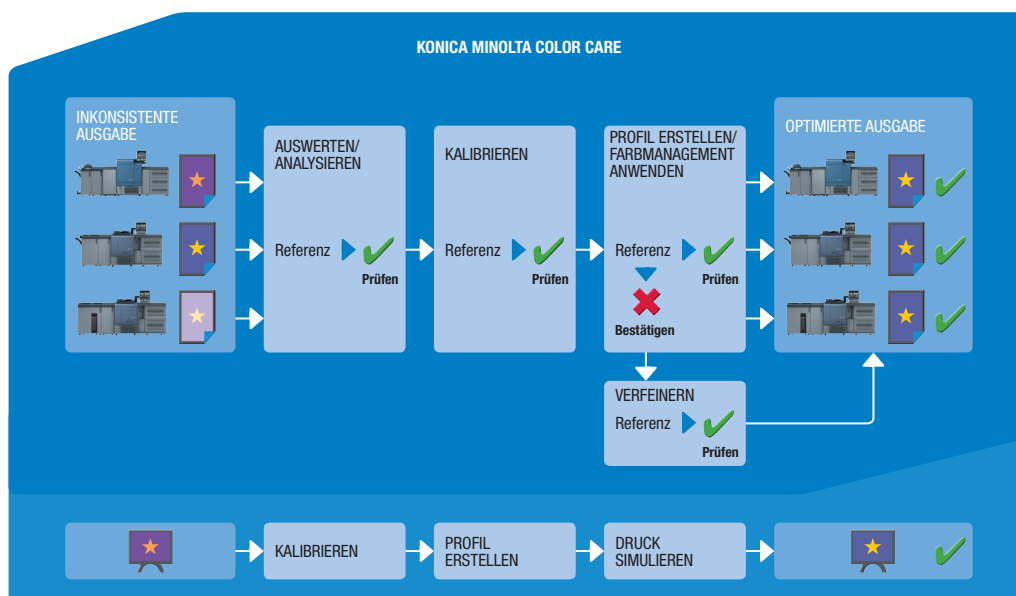 KONICA MINOLTA COLOR CARE
INKONSISTENTE
AUSGABE
AUSWERTEN/
ANALYSIEREN
Referenz
Prüfen
KALIBRIEREN
Referenz
Prüfen
PROFIL ERSTELLEN/
FARBMANAGEMENT
ANWENDEN
Referenz
Prüfen
Bestätigen
VERFEINERN
Referenz
Prüfen
OPTIMIERTE AUSGABE
KALIBRIEREN
PROFIL
ERSTELLEN
DRUCK
SIMULIEREN